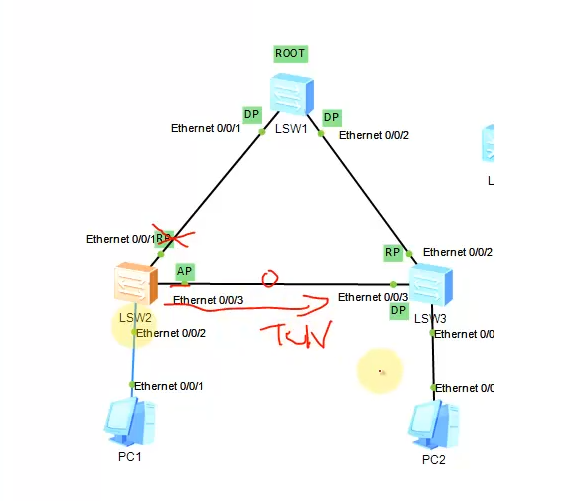 ROOT
DP
DP
LSW1
Ethernet 0/0/1
Ethernet 0/0/2
L
Ethernet 0/0/1
RP
Ethernet 0/0/2
AP
Ethernet 0/0/3
Ethernet 0/0/3
DP
LSW2
LSW3
TCN
Ethernet 0/0/2
Ethernet 0/0
Ethernet 0/0/1
Ethernet 0/0
PC1
PC2